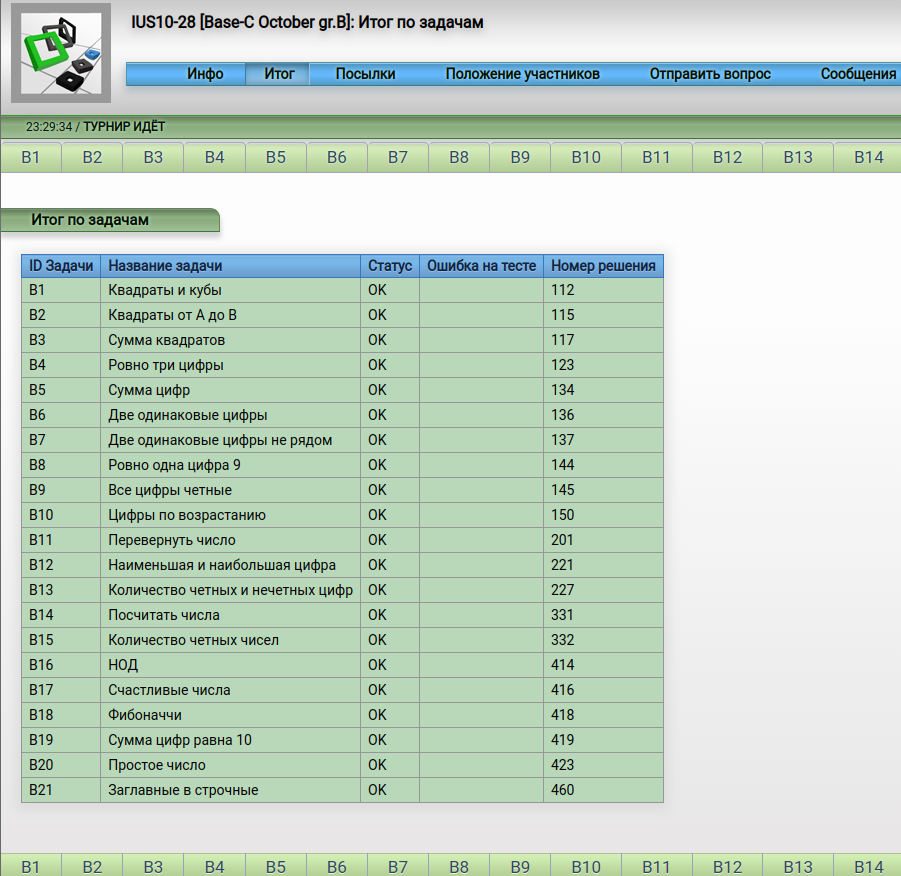 IUS10-28 [Base-C October gr.B]: Итог по задачам
Инфо Итог Посылки Положение участников Отправить вопрос Сообщения
23:29:34 / ТУРНИР ИДЁТ
B1 B2 B3 B4 B5 B6 B7 B8 B9 B10 B11 B12 B13 B14
Итог по задачам
ID Задачи Название задачи Статус Ошибка на тесте Номер решения
B1 Квадраты и кубы OK 112
B2 Квадраты от А до В OK 115
B3 Сумма квадратов OK 117
B4 Ровно три цифры OK 123
B5 Сумма цифр OK 134
B6 Две одинаковые цифры OK 136
B7 Две одинаковые цифры не рядом OK 137
B8 Ровно одна цифра 9 OK 144
B9 Все цифры четные OK 145
B10 Цифры по возрастанию OK 150
B11 Перевернуть число OK 201
B12 Наименьшая и наибольшая цифра OK 221
B13 Количество четных и нечетных цифр OK 227
B14 Посчитать числа OK 331
B15 Количество четных чисел OK 332
B16 НОД OK 414
B17 Счастливые числа OK 416
B18 Фибоначчи OK 418
B19 Сумма цифр равна 10 OK 419
B20 Простое число OK 423
B21 Заглавные в строчные OK 460
B1 B2 B3 B4 B5 B6 B7 B8 B9 B10 B11 B12 B13 B14